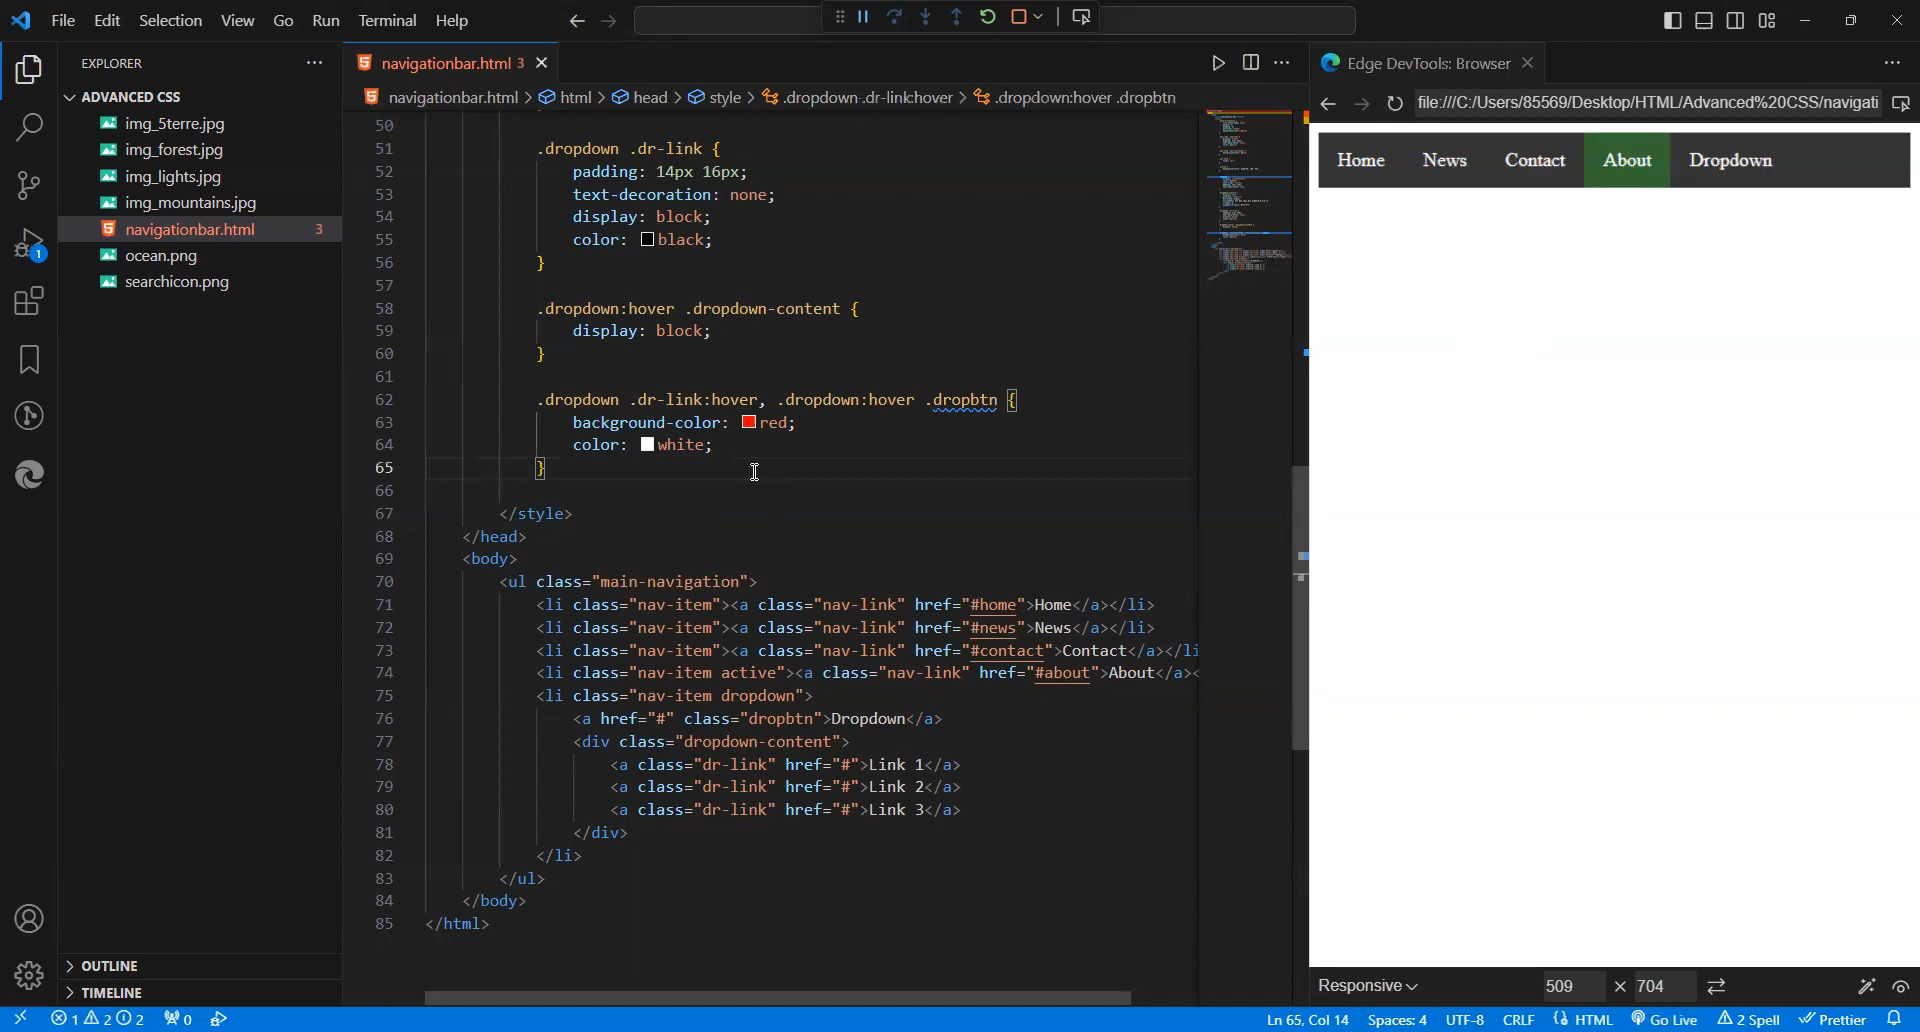 File Edit Selection View Go Run Terminal Help
EXPLORER
ADVANCED CSS
img_5terre.jpg
img_forest.jpg
img_lights.jpg
img_mountains.jpg
navigationbar.html 3
ocean.png
searchicon.png
1
OUTLINE
TIMELINE
navigationbar.html 3
navigationbar.html > html > head > style > .dropdown .dr-link:hover > .dropdown:hover .dropbtn
50
51 .dropdown .dr-link {
52 padding: 14px 16px;
53 text-decoration: none;
54 display: block;
55 color: black;
56 }
57
58 .dropdown:hover .dropdown-content {
59 display: block;
60 }
61
62 .dropdown .dr-link:hover, .dropdown:hover .dropbtn {
63 background-color: red;
64 color: white;
65 }
66
67 </style>
68 </head>
69 <body>
70 <ul class="main-navigation">
71 <li class="nav-item"><a class="nav-link" href="#home">Home</a></li>
72 <li class="nav-item"><a class="nav-link" href="#news">News</a></li>
73 <li class="nav-item"><a class="nav-link" href="#contact">Contact</a></li
74 <li class="nav-item active"><a class="nav-link" href="#about">About</a><
75 <li class="nav-item dropdown">
76 <a href="#" class="dropbtn">Dropdown</a>
77 <div class="dropdown-content">
78 <a class="dr-link" href="#">Link 1</a>
79 <a class="dr-link" href="#">Link 2</a>
80 <a class="dr-link" href="#">Link 3</a>
81 </div>
82 </li>
83 </ul>
84 </body>
85 </html>
Edge DevTools: Browser
file:///C:/Users/85569/Desktop/HTML/Advanced%20CSS/navigati
Home News Contact About Dropdown
Responsive 509 × 704
1 2 2 0
Ln 65, Col 14 Spaces: 4 UTF-8 CRLF {} HTML Go Live 2 Spell Prettier